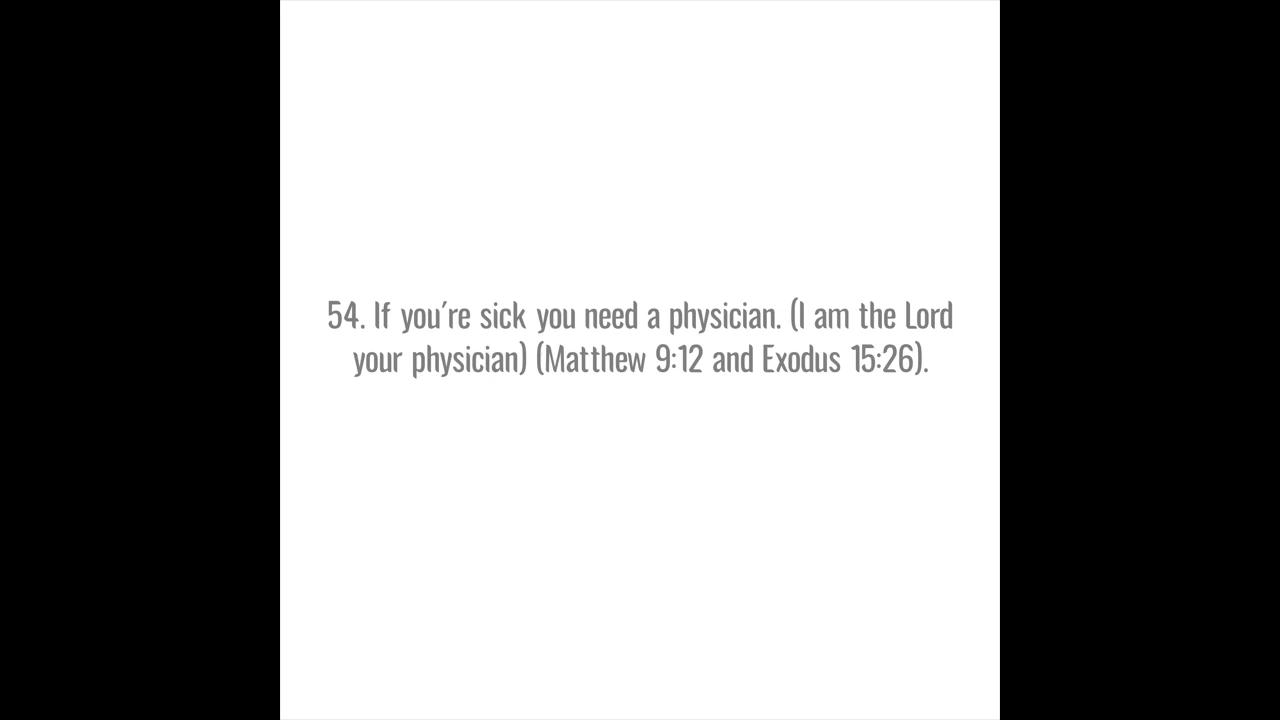 54. If you′re sick you need a physician. (I am the Lord
your physician) (Matthew 9:12 and Exodus 15:26).